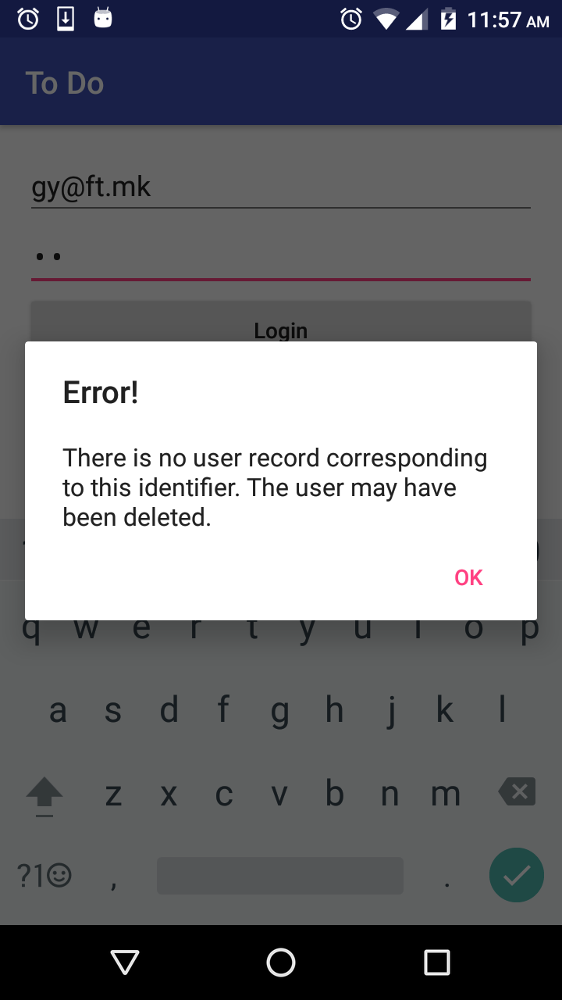 11:57 AM
To Do
gy@ft.mk
••
Login
Error!
There is no user record corresponding
to this identifier. The user may have
been deleted.
OK
q w e r t y u i o p
a s d f g h j k l
z x c v b n m
?1☺ , .